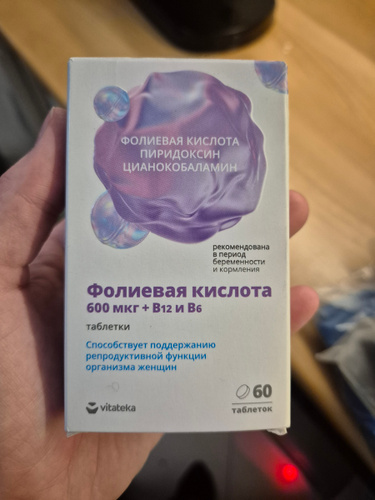 ФОЛИЕВАЯ КИСЛОТА
ПИРИДОКСИН
ЦИАНОКОБАЛАМИН
рекомендована
в период
беременности
и кормления
Фолиевая кислота
600 мкг + B12 и B6
таблетки
Способствует поддержанию
репродуктивной функции
организма женщин
60
таблеток
vitateka